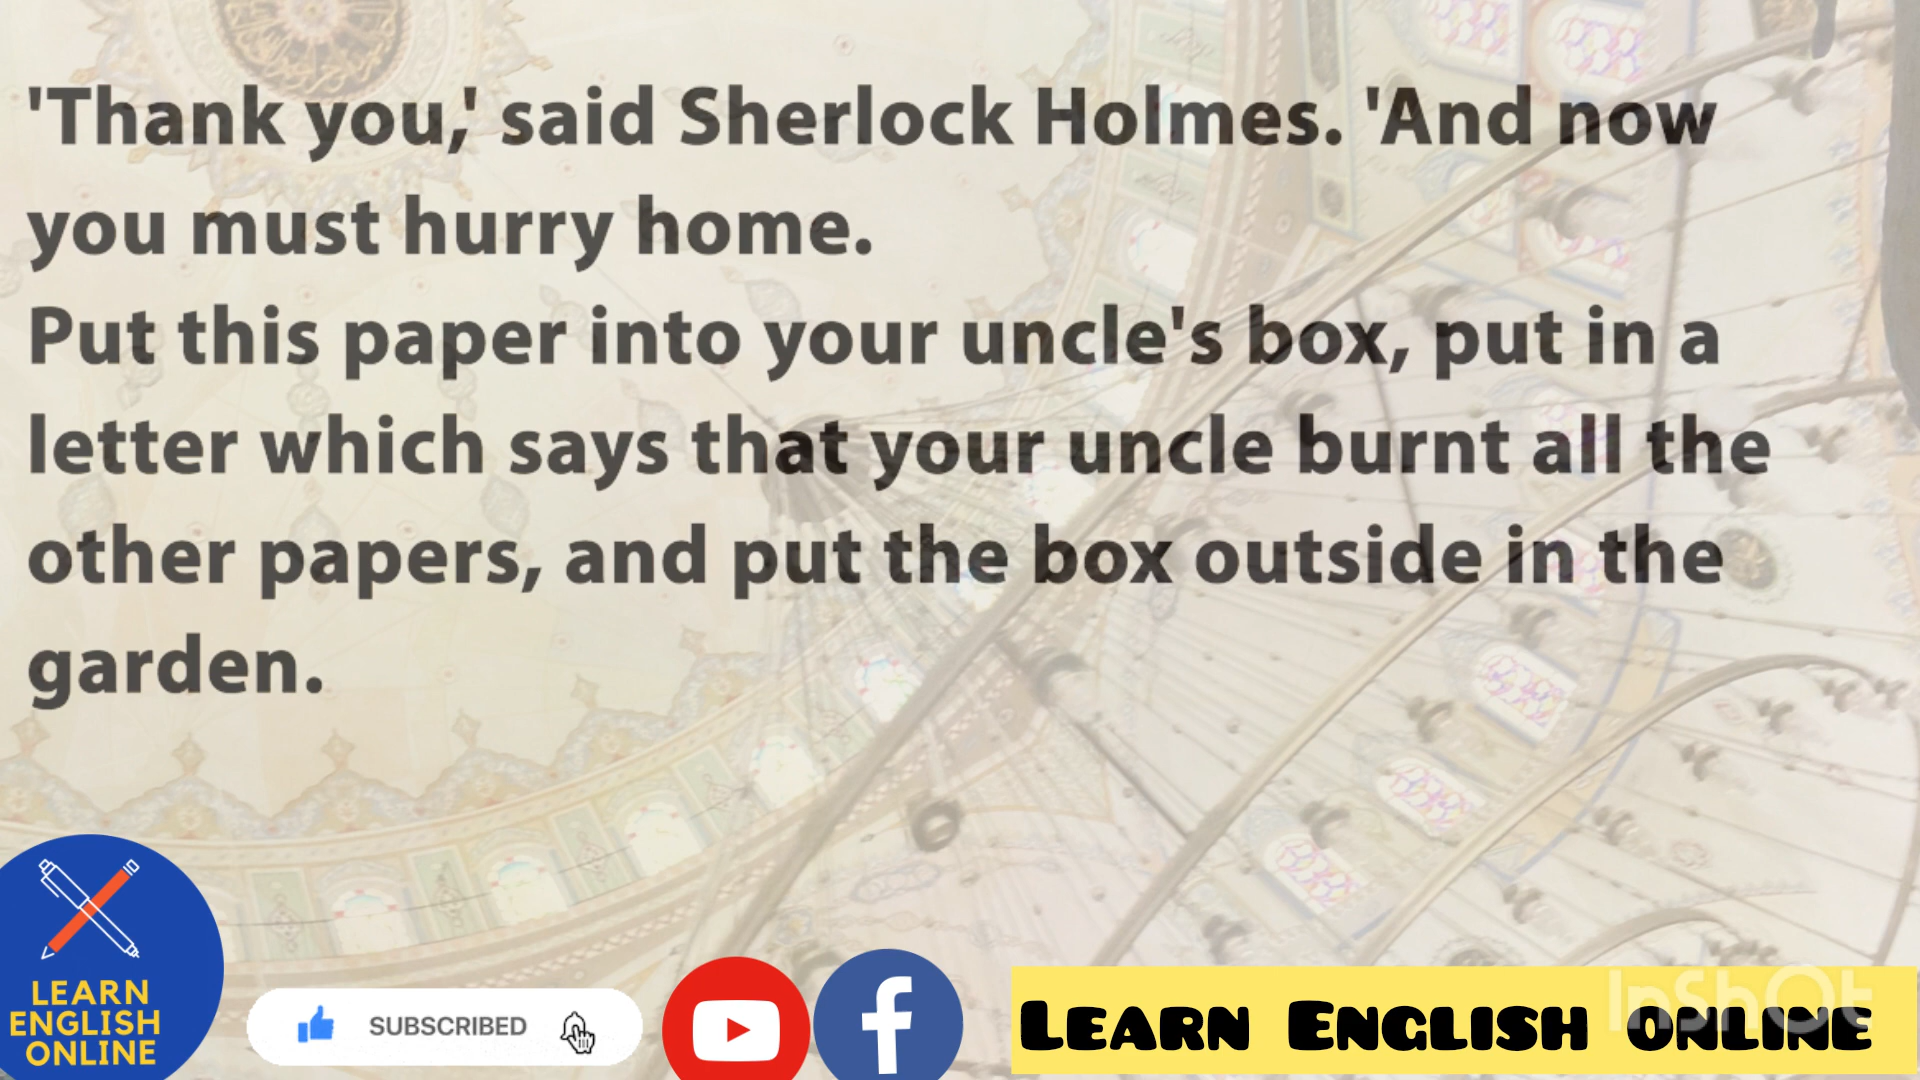 'Thank you,' said Sherlock Holmes. 'And now
you must hurry home.
Put this paper into your uncle's box, put in a
letter which says that your uncle burnt all the
other papers, and put the box outside in the
garden.
LEARN
ENGLISH
ONLINE
SUBSCRIBED
LEARN ENGLISH ONLINE
InShOt